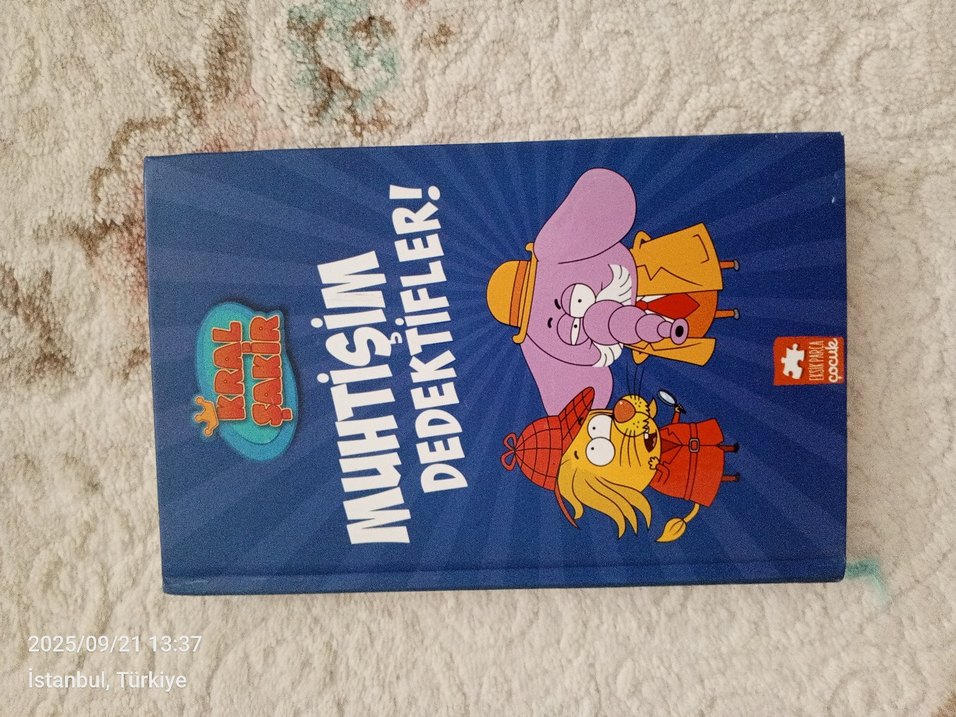 KRAL
ŞAKİR
MUHTİŞİM
DEDEKTİFLER!
EKSİK PARÇA
çocuk
2025/09/21 13:37
İstanbul, Türkiye